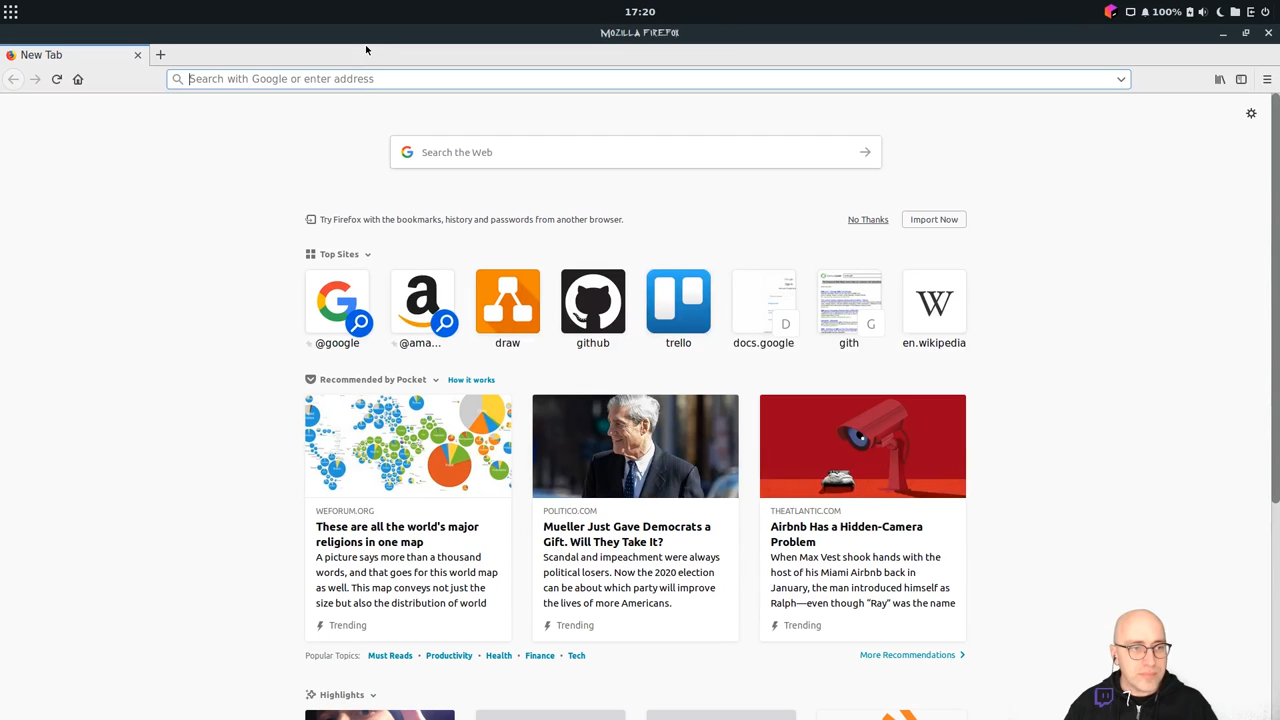 17:20
100%
Mozilla Firefox
New Tab
Search with Google or enter address
Search the Web
Try Firefox with the bookmarks, history and passwords from another browser.
No Thanks
Import Now
Top Sites
@google
@ama...
draw
github
trello
D
docs.google
G
gith
W
en.wikipedia
Recommended by Pocket
How it works
WEFORUM.ORG
These are all the world's major
religions in one map
A picture says more than a thousand
words, and that goes for this world map
as well. This map conveys not just the
size but also the distribution of world
Trending
POLITICO.COM
Mueller Just Gave Democrats a
Gift. Will They Take It?
Scandal and impeachment were always
political losers. Now the 2020 election
can be about which party will improve
the lives of more Americans.
Trending
THEATLANTIC.COM
Airbnb Has a Hidden-Camera
Problem
When Max Vest shook hands with the
host of his Miami Airbnb back in
January, the man introduced himself as
Ralph—even though “Ray” was the name
Trending
Popular Topics: Must Reads • Productivity • Health • Finance • Tech
More Recommendations
Highlights
7